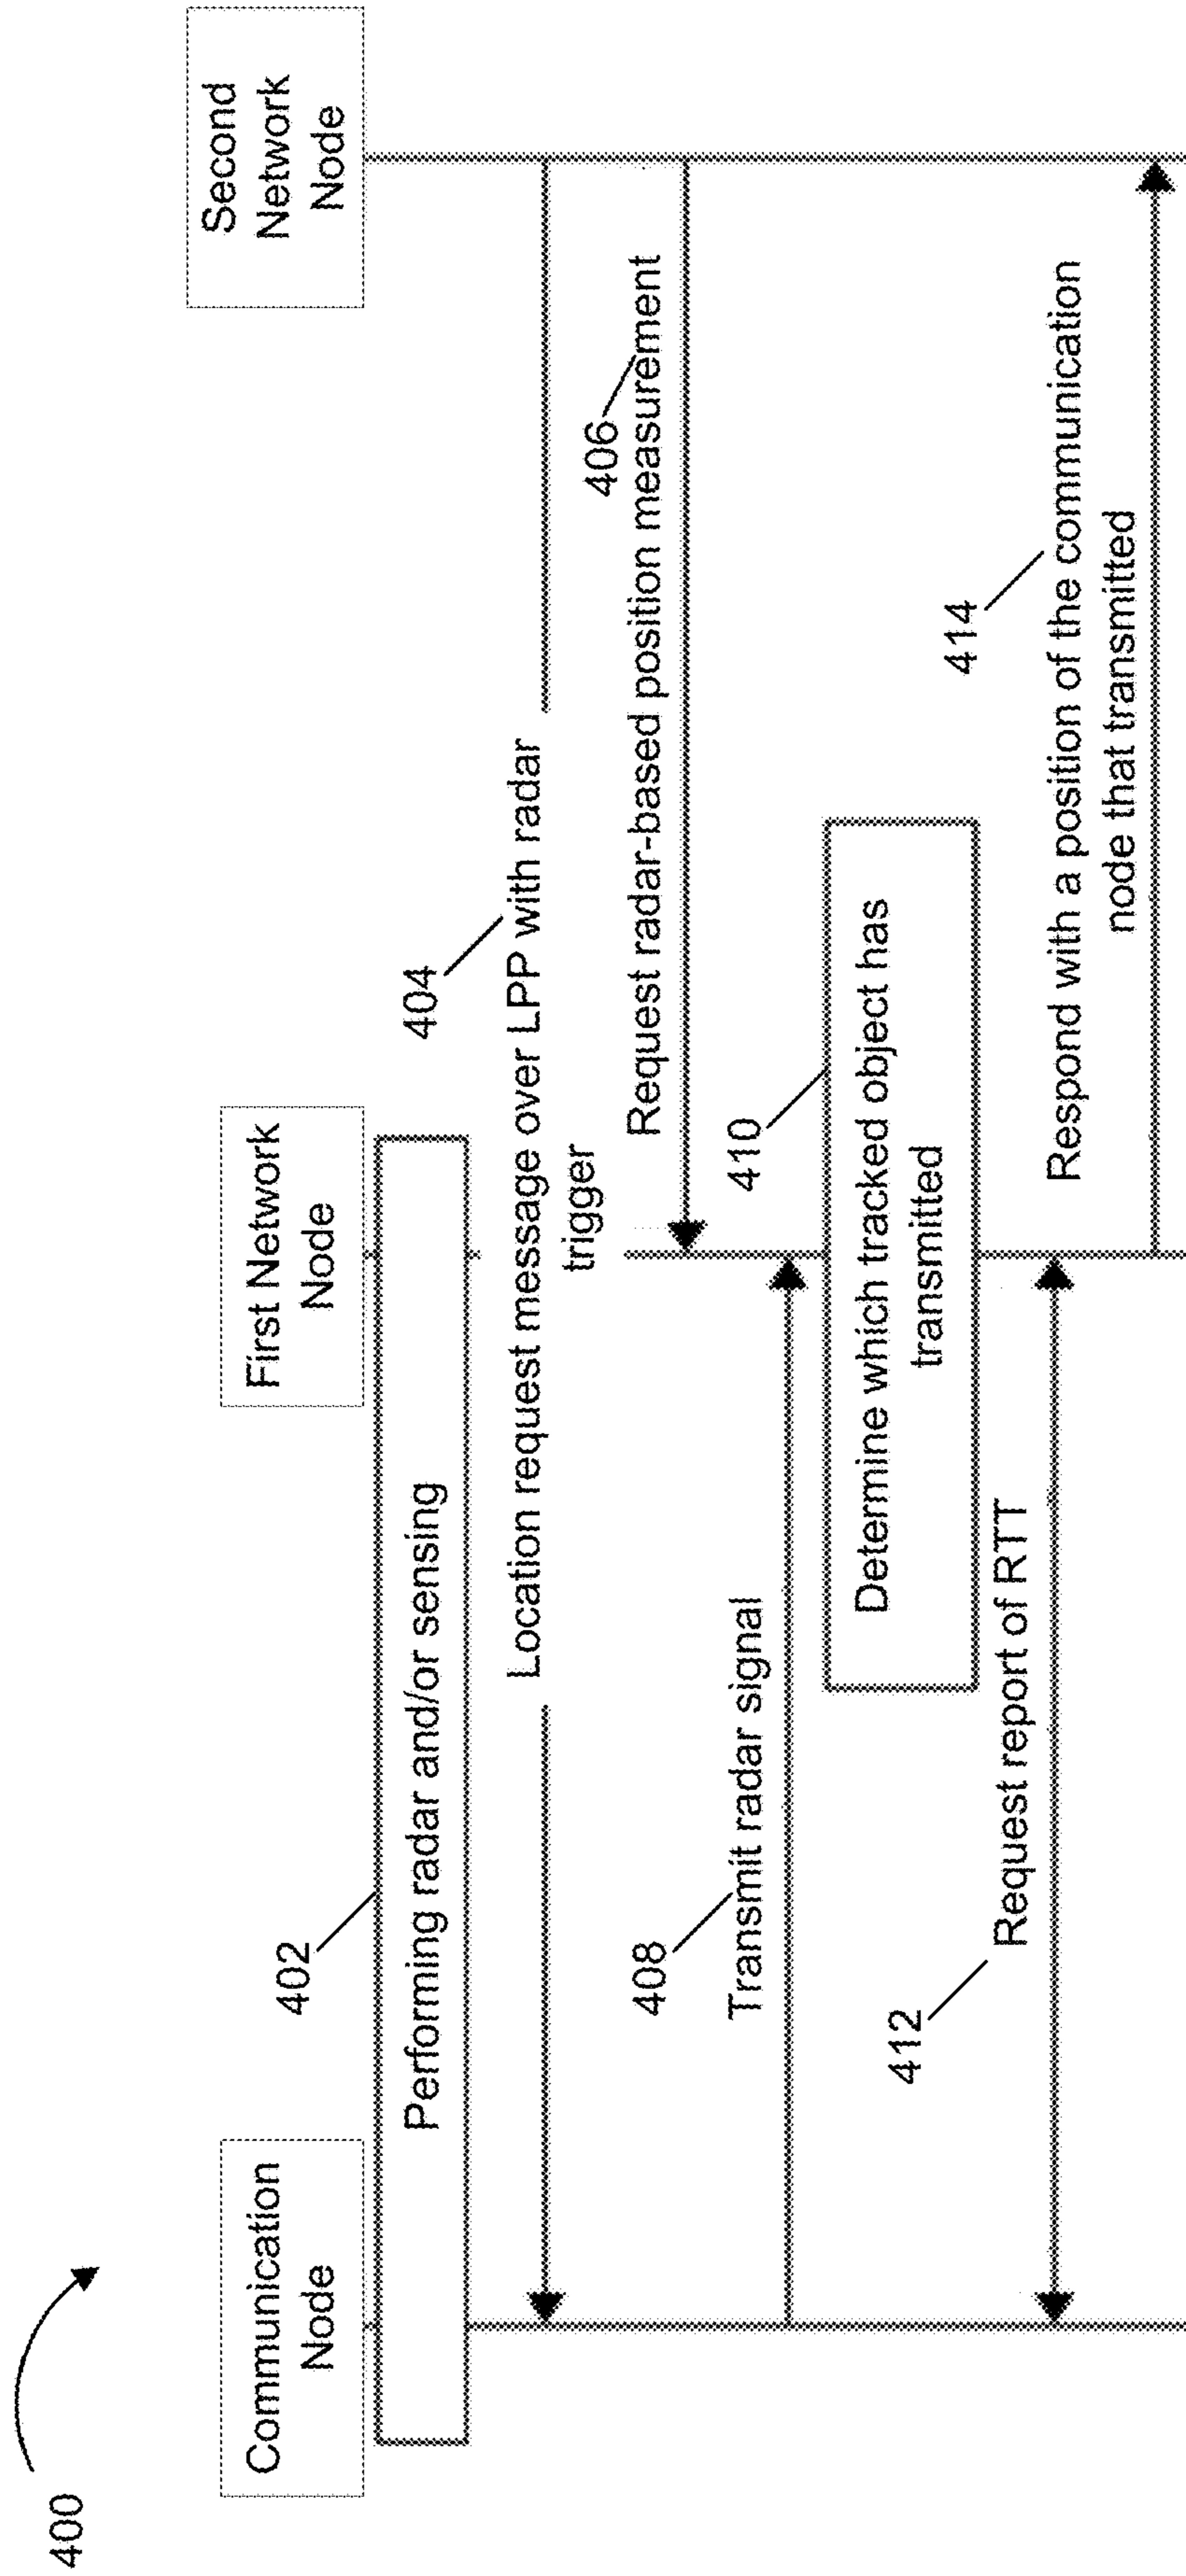 400
Communication
Node
First Network
Node
Second
Network
Node
402
Performing radar and/or sensing
404
Location request message over LPP with radar
trigger
406
Request radar-based position measurement
408
Transmit radar signal
410
Determine which tracked object has
transmitted
412
Request report of RTT
414
Respond with a position of the communication
node that transmitted